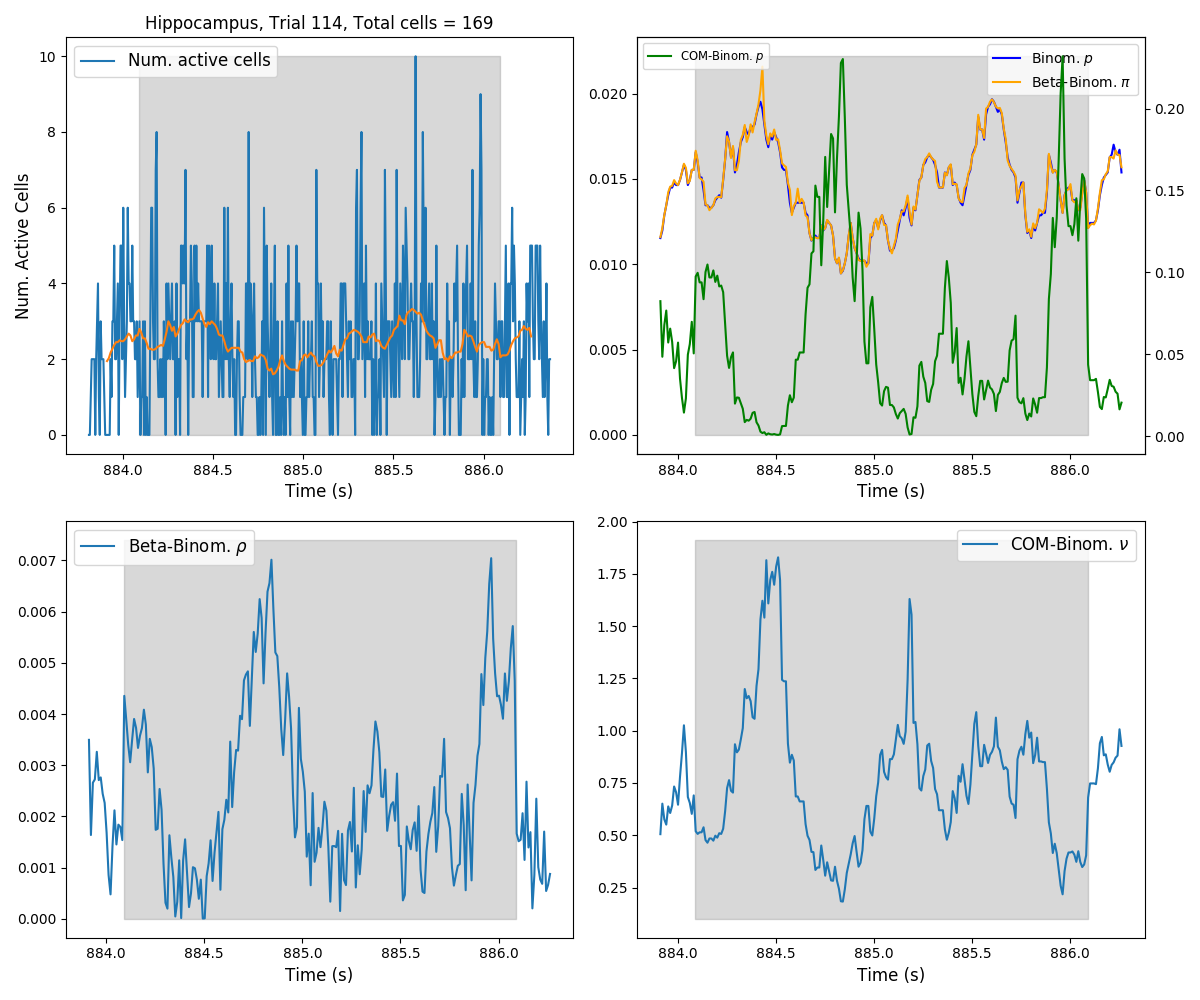 Hippocampus, Trial 114, Total cells = 169
Num. active cells
10
8
6
4
2
0
Num. Active Cells
884.0 884.5 885.0 885.5 886.0
Time (s)
COM-Binom. p
Binom. p
Beta-Binom. π
0.020
0.015
0.010
0.005
0.000
0.20
0.15
0.10
0.05
0.00
884.0 884.5 885.0 885.5 886.0
Time (s)
Beta-Binom. ρ
0.007
0.006
0.005
0.004
0.003
0.002
0.001
0.000
884.0 884.5 885.0 885.5 886.0
Time (s)
COM-Binom. ν
2.00
1.75
1.50
1.25
1.00
0.75
0.50
0.25
884.0 884.5 885.0 885.5 886.0
Time (s)